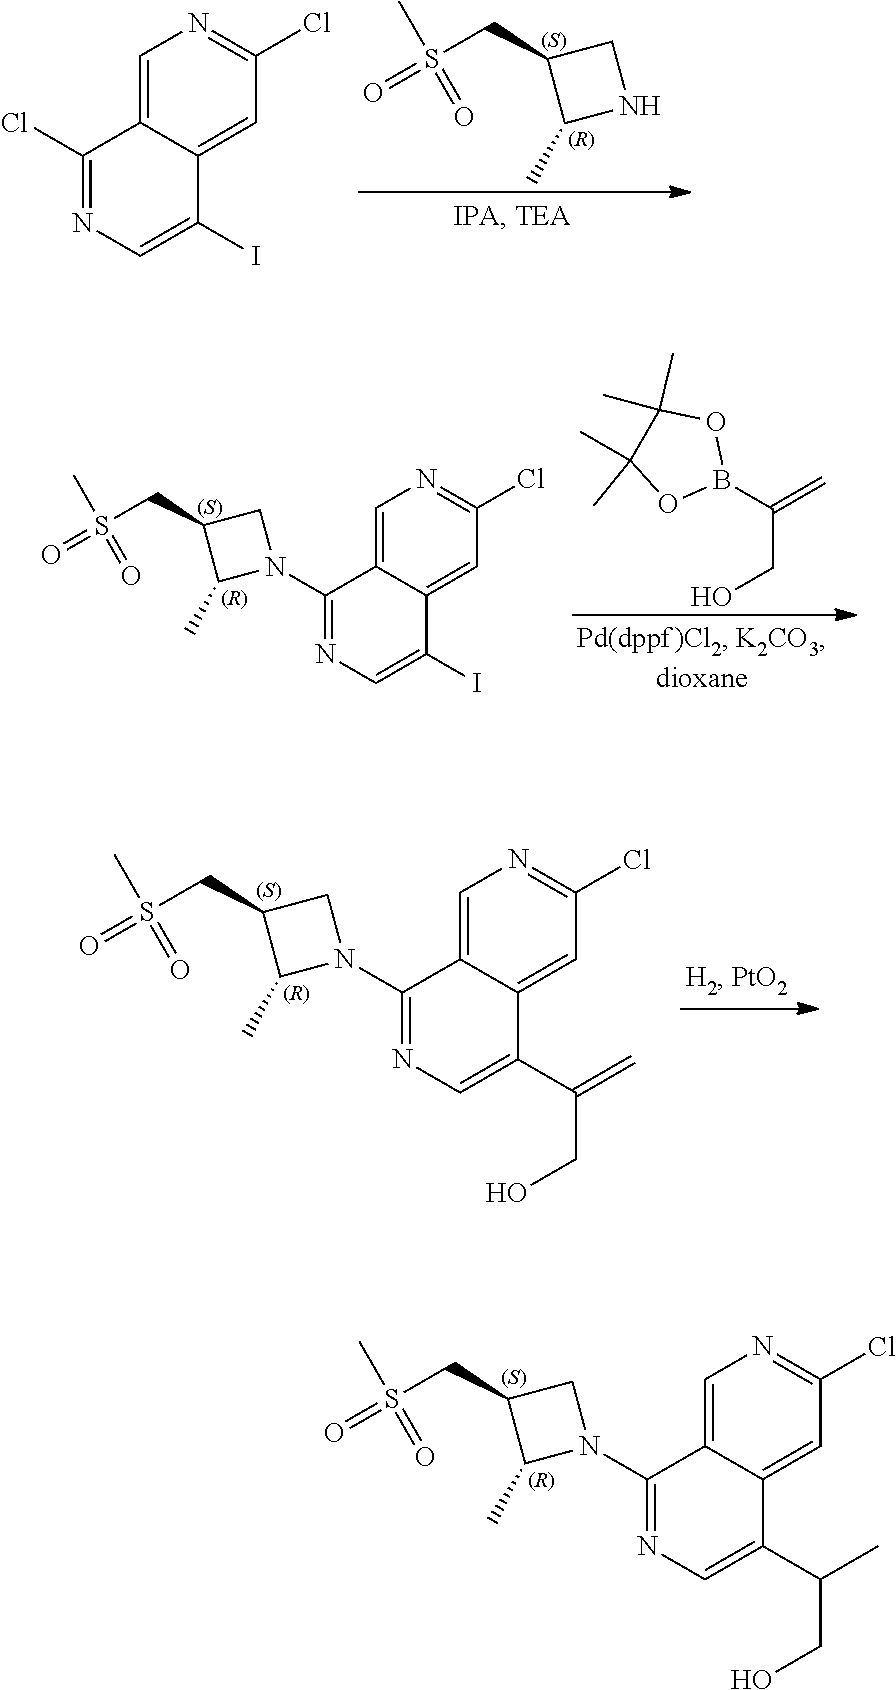 N Cl
Cl
N
I
S (S)
O
O
NH
(R)
IPA, TEA
O
B
O
HO
Pd(dppf)Cl2, K2CO3,
dioxane
N Cl
S (S)
O
O
N
(R)
N
I
N Cl
S (S)
O
O
N
(R)
N
HO
H2, PtO2
N Cl
S (S)
O
O
N
(R)
N
HO